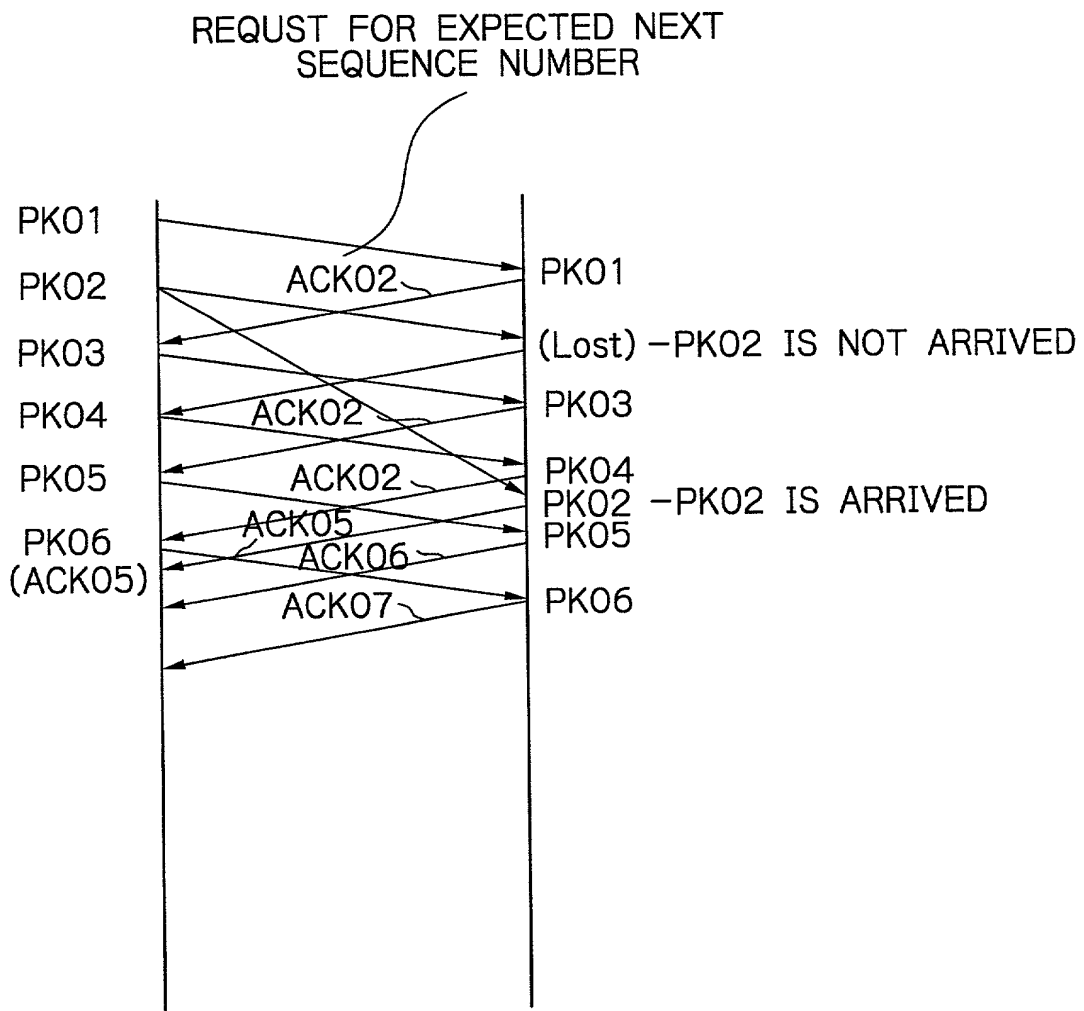 REQUST FOR EXPECTED NEXT
SEQUENCE NUMBER
PK01
ACK02
PK01
PK02
(Lost) -PK02 IS NOT ARRIVED
PK03
PK03
PK04
ACK02
PK04
PK05
ACK02
PK02 -PK02 IS ARRIVED
ACK05
PK05
PK06
ACK06
(ACK05)
ACK07
PK06